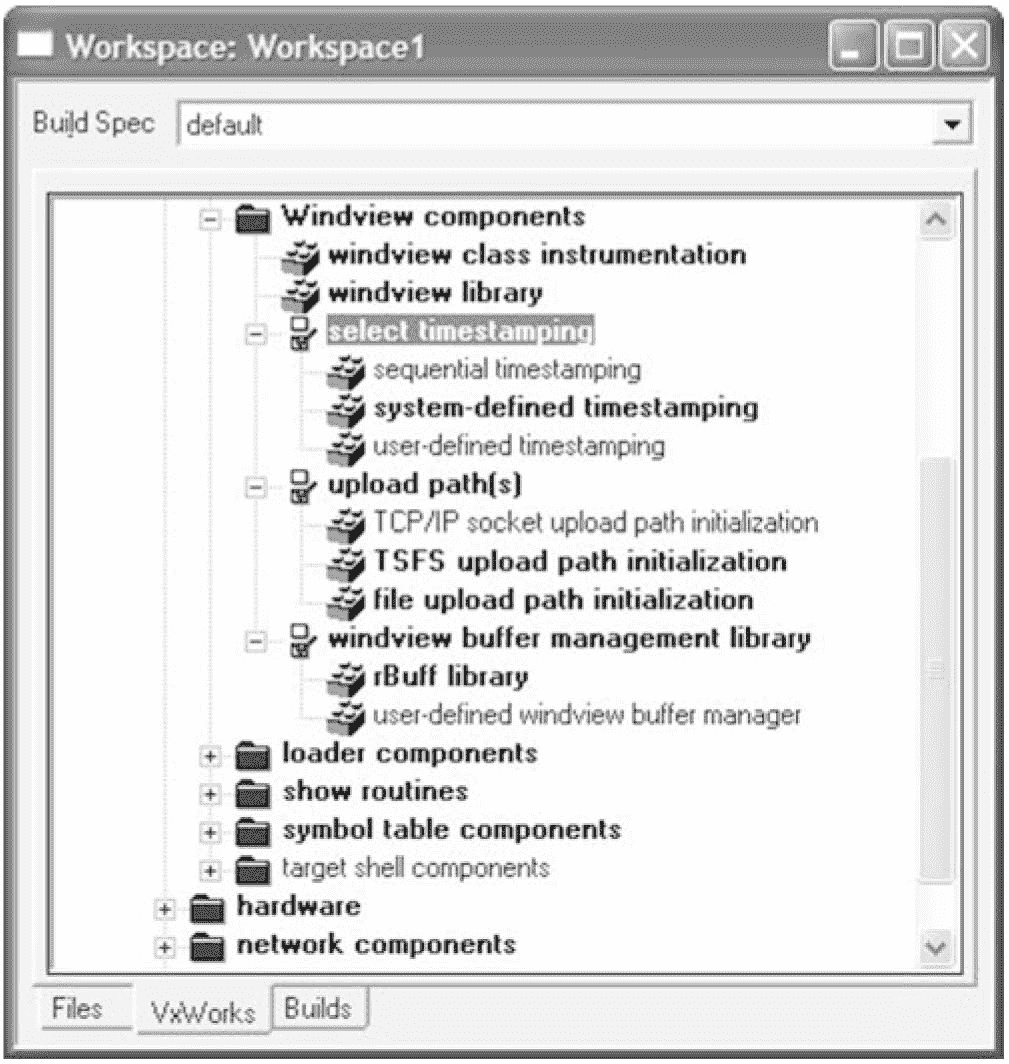 Workspace: Workspace1
Build Spec default
Windview components
windview class instrumentation
windview library
select timestamping
sequential timestamping
system-defined timestamping
user-defined timestamping
upload path(s)
TCP/IP socket upload path initialization
TSFS upload path initialization
file upload path initialization
windview buffer management library
rBuff library
user-defined windview buffer manager
loader components
show routines
symbol table components
target shell components
hardware
network components
Files VxWorks Builds